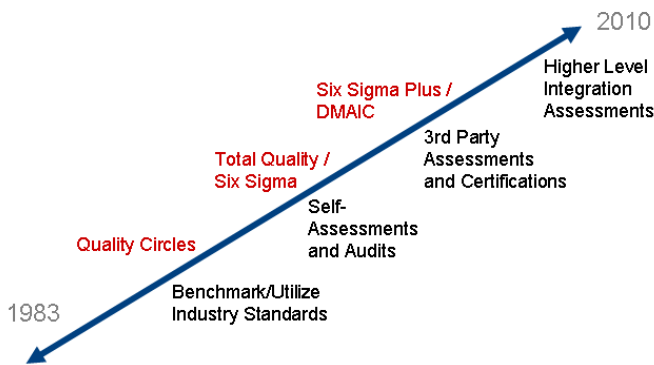 2010
Higher Level
Integration
Assessments
Six Sigma Plus /
DMAIC
3rd Party
Assessments
and Certifications
Total Quality /
Six Sigma
Self-
Assessments
and Audits
Quality Circles
Benchmark/Utilize
Industry Standards
1983